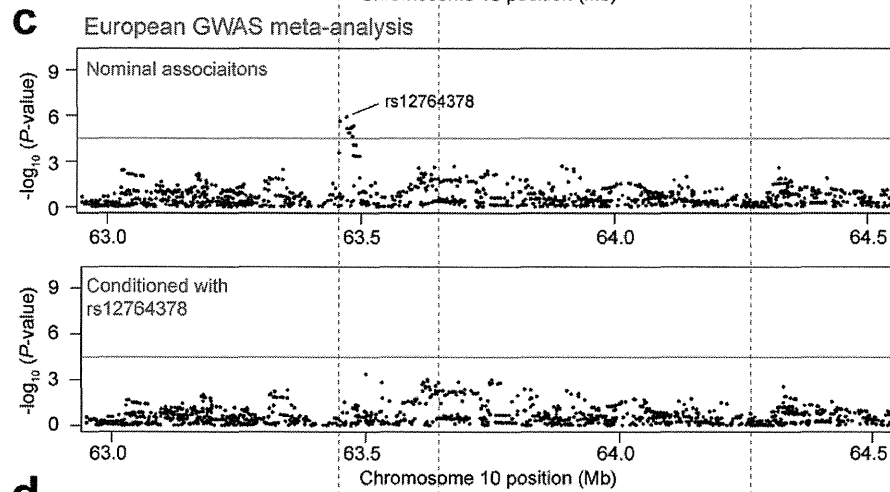 Chromosome 10 position (Mb)
c European GWAS meta-analysis
Nominal associaitons
rs12764378
-log10 (P-value)
9
6
3
0
63.0 63.5 64.0 64.5
Conditioned with
rs12764378
-log10 (P-value)
9
6
3
0
63.0 63.5 64.0 64.5
Chromosome 10 position (Mb)
d